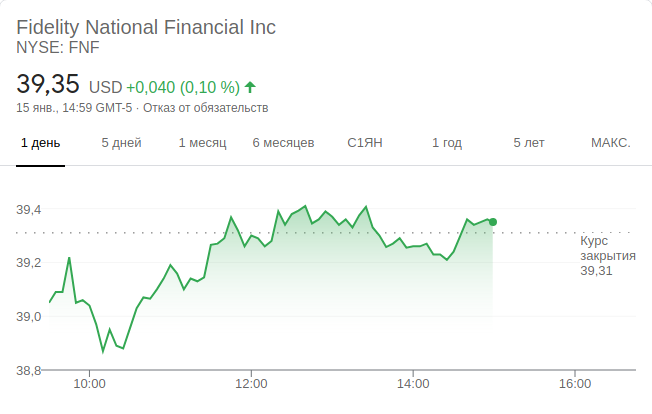 Fidelity National Financial Inc
NYSE: FNF
39,35 USD +0,040 (0,10 %)
15 янв., 14:59 GMT-5 · Отказ от обязательств
1 день 5 дней 1 месяц 6 месяцев С1ЯН 1 год 5 лет МАКС.
39,4
Курс
закрытия
39,2
39,31
39,0
38,8
10:00 12:00 14:00 16:00